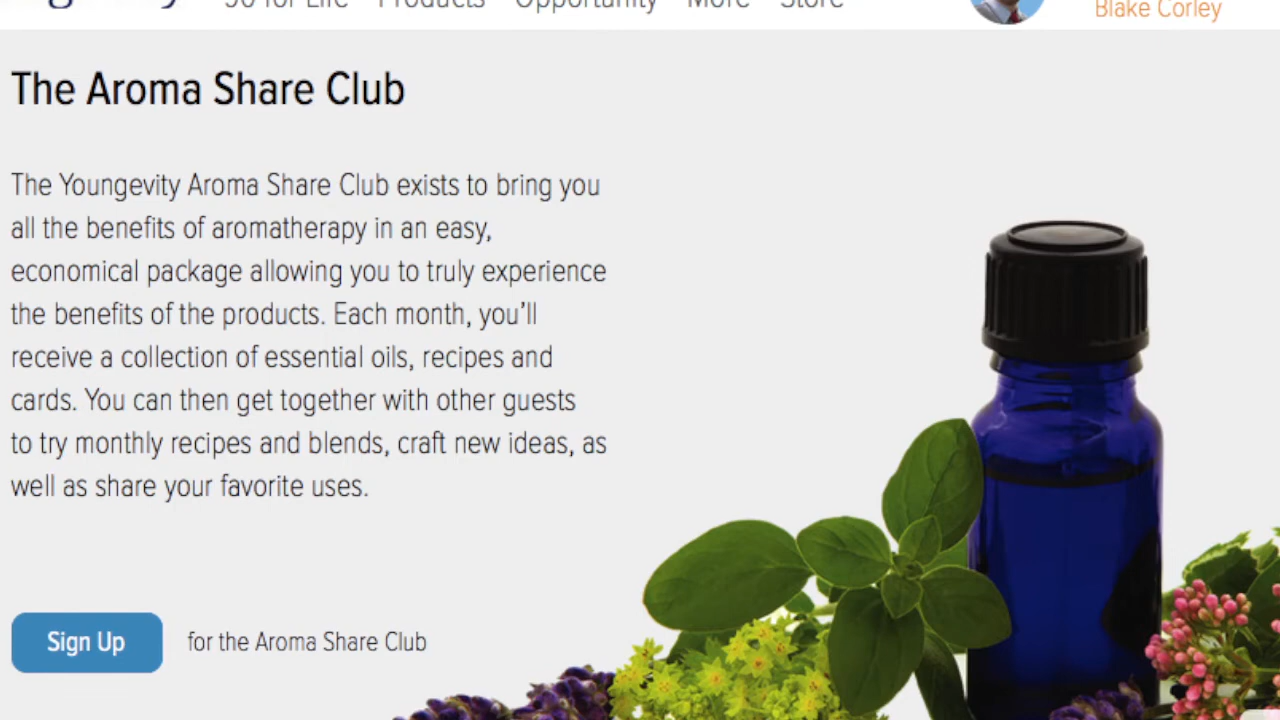 90 for Life Products Opportunity More Store
Blake Corley
The Aroma Share Club
The Youngevity Aroma Share Club exists to bring you
all the benefits of aromatherapy in an easy,
economical package allowing you to truly experience
the benefits of the products. Each month, you’ll
receive a collection of essential oils, recipes and
cards. You can then get together with other guests
to try monthly recipes and blends, craft new ideas, as
well as share your favorite uses.
Sign Up for the Aroma Share Club